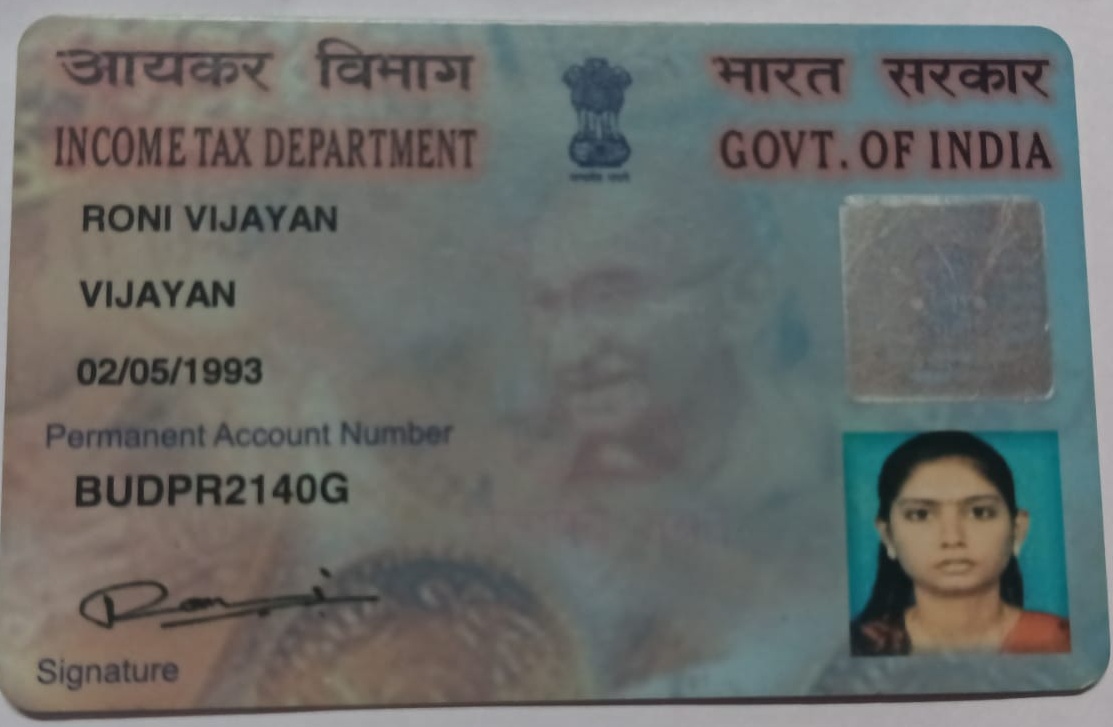 आयकर विभाग भारत सरकार
INCOME TAX DEPARTMENT GOVT. OF INDIA
RONI VIJAYAN
VIJAYAN
02/05/1993
Permanent Account Number
BUDPR2140G
Roni
Signature